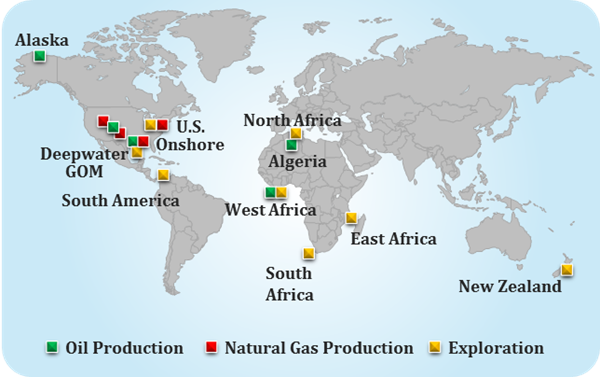 Alaska
U.S.
Onshore
North Africa
Deepwater
GOM
Algeria
South America
West Africa
East Africa
South
Africa
New Zealand
Oil Production Natural Gas Production Exploration